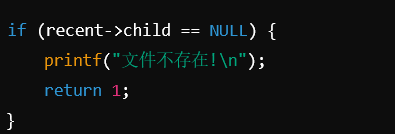 if (recent->child == NULL) {
    printf("文件不存在!\n");
    return 1;
}